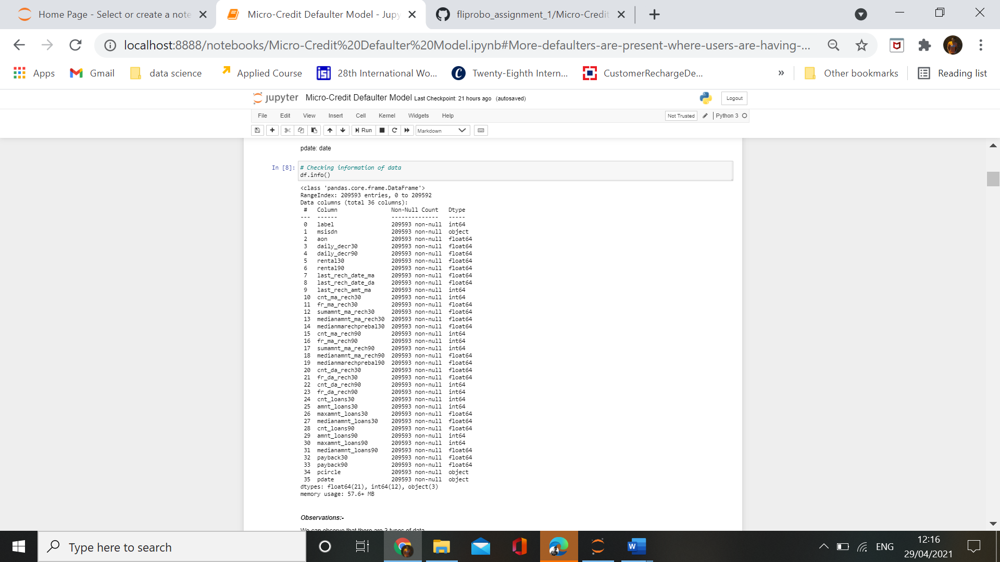 Home Page - Select or create a note
Micro-Credit Defaulter Model - Jupy
fliprobo_assignment_1/Micro-Credit
localhost:8888/notebooks/Micro-Credit%20Defaulter%20Model.ipynb#More-defaulters-are-present-where-users-are-having-...
Apps
Gmail
data science
Applied Course
28th International Wo...
Twenty-Eighth Intern...
CustomerRechargeDe...
»
Other bookmarks
Reading list
jupyter Micro-Credit Defaulter Model Last Checkpoint: 21 hours ago (autosaved)
Logout
File Edit View Insert Cell Kernel Widgets Help
Not Trusted
Python 3
Run
Markdown
pdate: date
In [8]: # Checking information of data
df.info()
<class 'pandas.core.frame.DataFrame'>
RangeIndex: 209593 entries, 0 to 209592
Data columns (total 36 columns):
# Column Non-Null Count Dtype
--- ------ -------------- -----
0 label 209593 non-null int64
1 msisdn 209593 non-null object
2 aon 209593 non-null float64
3 daily_decr30 209593 non-null float64
4 daily_decr90 209593 non-null float64
5 rental30 209593 non-null float64
6 rental90 209593 non-null float64
7 last_rech_date_ma 209593 non-null float64
8 last_rech_date_da 209593 non-null float64
9 last_rech_amt_ma 209593 non-null int64
10 cnt_ma_rech30 209593 non-null int64
11 fr_ma_rech30 209593 non-null float64
12 sumamnt_ma_rech30 209593 non-null float64
13 medianamnt_ma_rech30 209593 non-null float64
14 medianmarechprebal30 209593 non-null float64
15 cnt_ma_rech90 209593 non-null int64
16 fr_ma_rech90 209593 non-null int64
17 sumamnt_ma_rech90 209593 non-null int64
18 medianamnt_ma_rech90 209593 non-null float64
19 medianmarechprebal90 209593 non-null float64
20 cnt_da_rech30 209593 non-null float64
21 fr_da_rech30 209593 non-null float64
22 cnt_da_rech90 209593 non-null int64
23 fr_da_rech90 209593 non-null int64
24 cnt_loans30 209593 non-null int64
25 amnt_loans30 209593 non-null int64
26 maxamnt_loans30 209593 non-null float64
27 medianamnt_loans30 209593 non-null float64
28 cnt_loans90 209593 non-null float64
29 amnt_loans90 209593 non-null int64
30 maxamnt_loans90 209593 non-null int64
31 medianamnt_loans90 209593 non-null float64
32 payback30 209593 non-null float64
33 payback90 209593 non-null float64
34 pcircle 209593 non-null object
35 pdate 209593 non-null object
dtypes: float64(21), int64(12), object(3)
memory usage: 57.6+ MB
Observations:-
We can observe that there are 3 types of data
Type here to search
ENG
12:16
29/04/2021